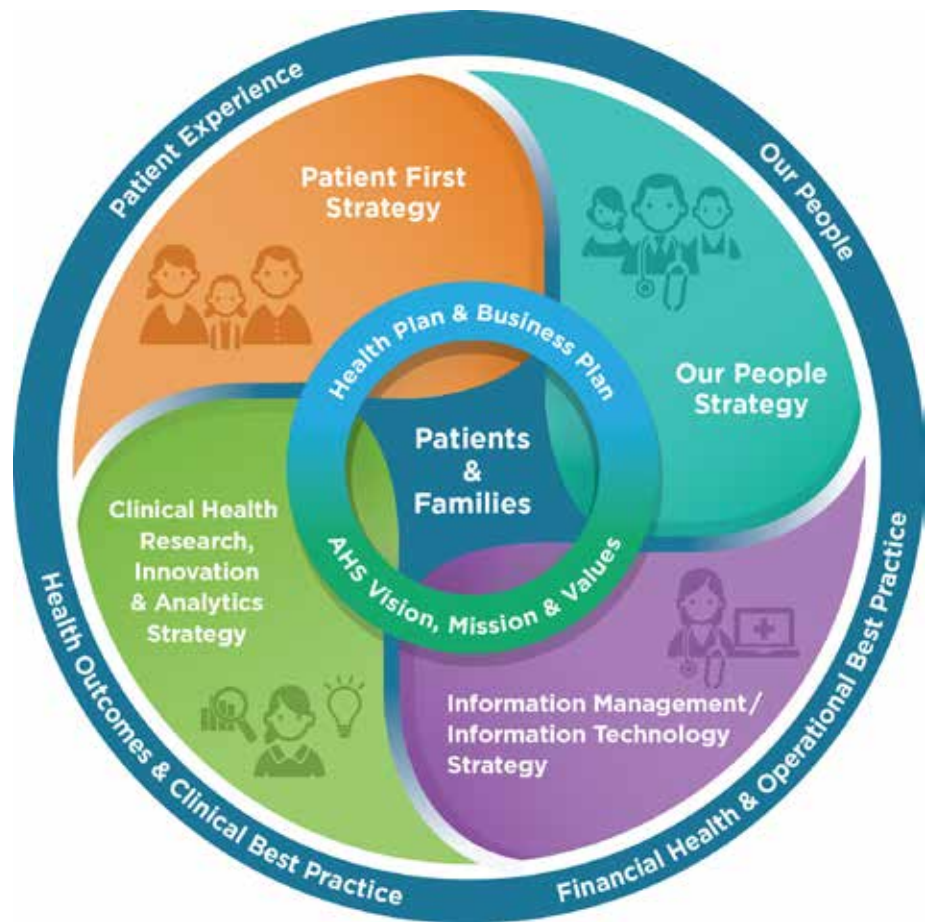 Patient Experience
Our People
Patient First
Strategy
Our People
Strategy
Health Plan & Business Plan
Patients
&
Families
AHS Vision, Mission & Values
Clinical Health
Research,
Innovation
& Analytics
Strategy
Information Management/
Information Technology
Strategy
Health Outcomes & Clinical Best Practice
Financial Health & Operational Best Practice